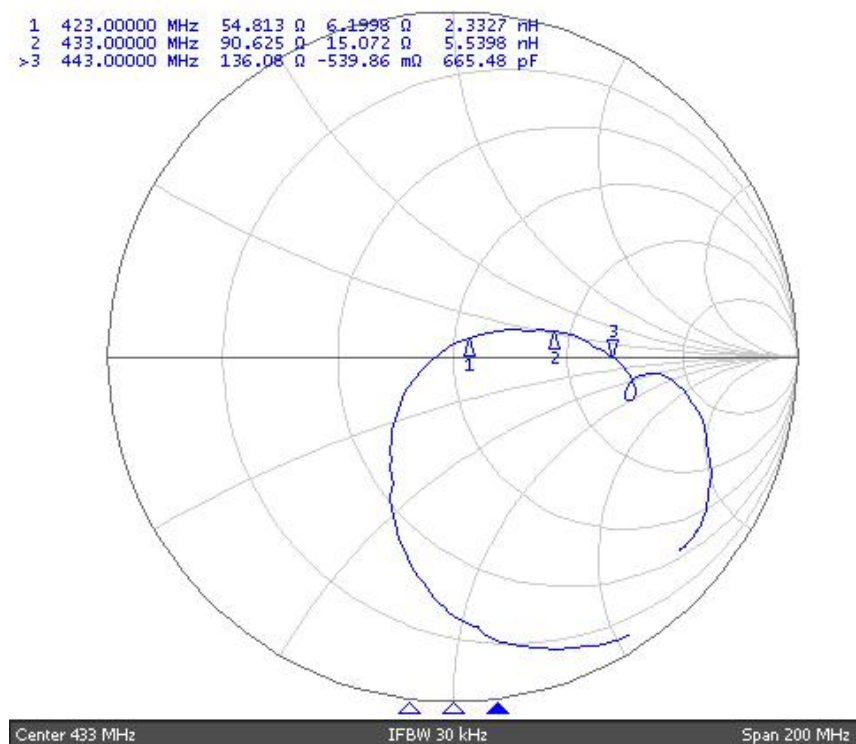 1 423.00000 MHz 54.813 Ω 6.1998 Ω 2.3327 nH
2 433.00000 MHz 90.625 Ω 15.072 Ω 5.5398 nH
>3 443.00000 MHz 136.08 Ω -539.86 mΩ 665.48 pF
3
1
2
Center 433 MHz IFBW 30 kHz Span 200 MHz